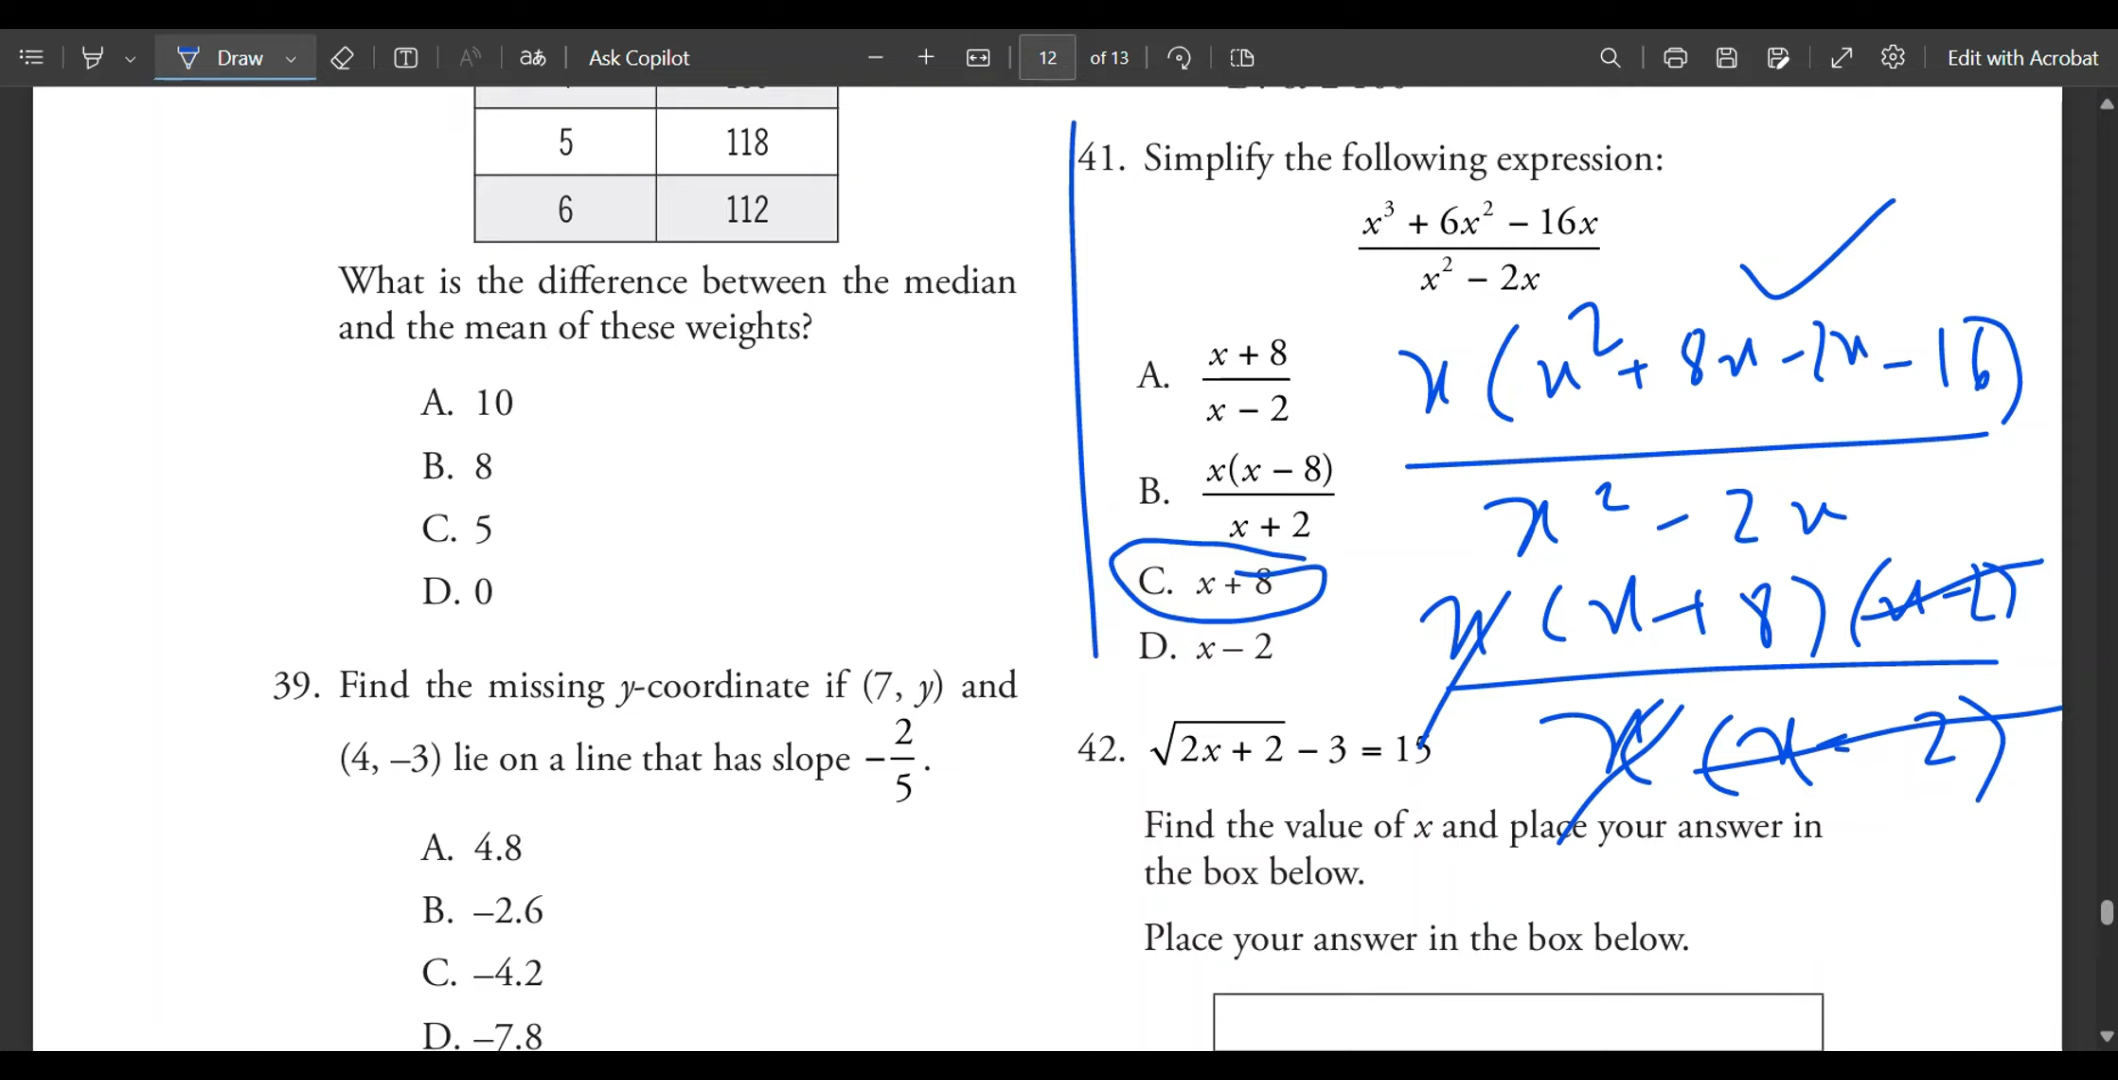 Draw
aあ
Ask Copilot
12 of 13
Edit with Acrobat
5 118
6 112
What is the difference between the median
and the mean of these weights?
A. 10
B. 8
C. 5
D. 0
39. Find the missing y-coordinate if (7, y) and
(4, –3) lie on a line that has slope −2/5.
A. 4.8
B. –2.6
C. –4.2
D. –7.8
41. Simplify the following expression:
x³ + 6x² − 16x
x² − 2x
A. x + 8
x − 2
B. x(x − 8)
x + 2
C. x + 8
D. x – 2
x(x² + 8x − 2x − 16)
x² − 2x
x(x + 8)(x − 2)
x(x − 2)
42. √2x + 2 − 3 = 15
Find the value of x and place your answer in
the box below.
Place your answer in the box below.